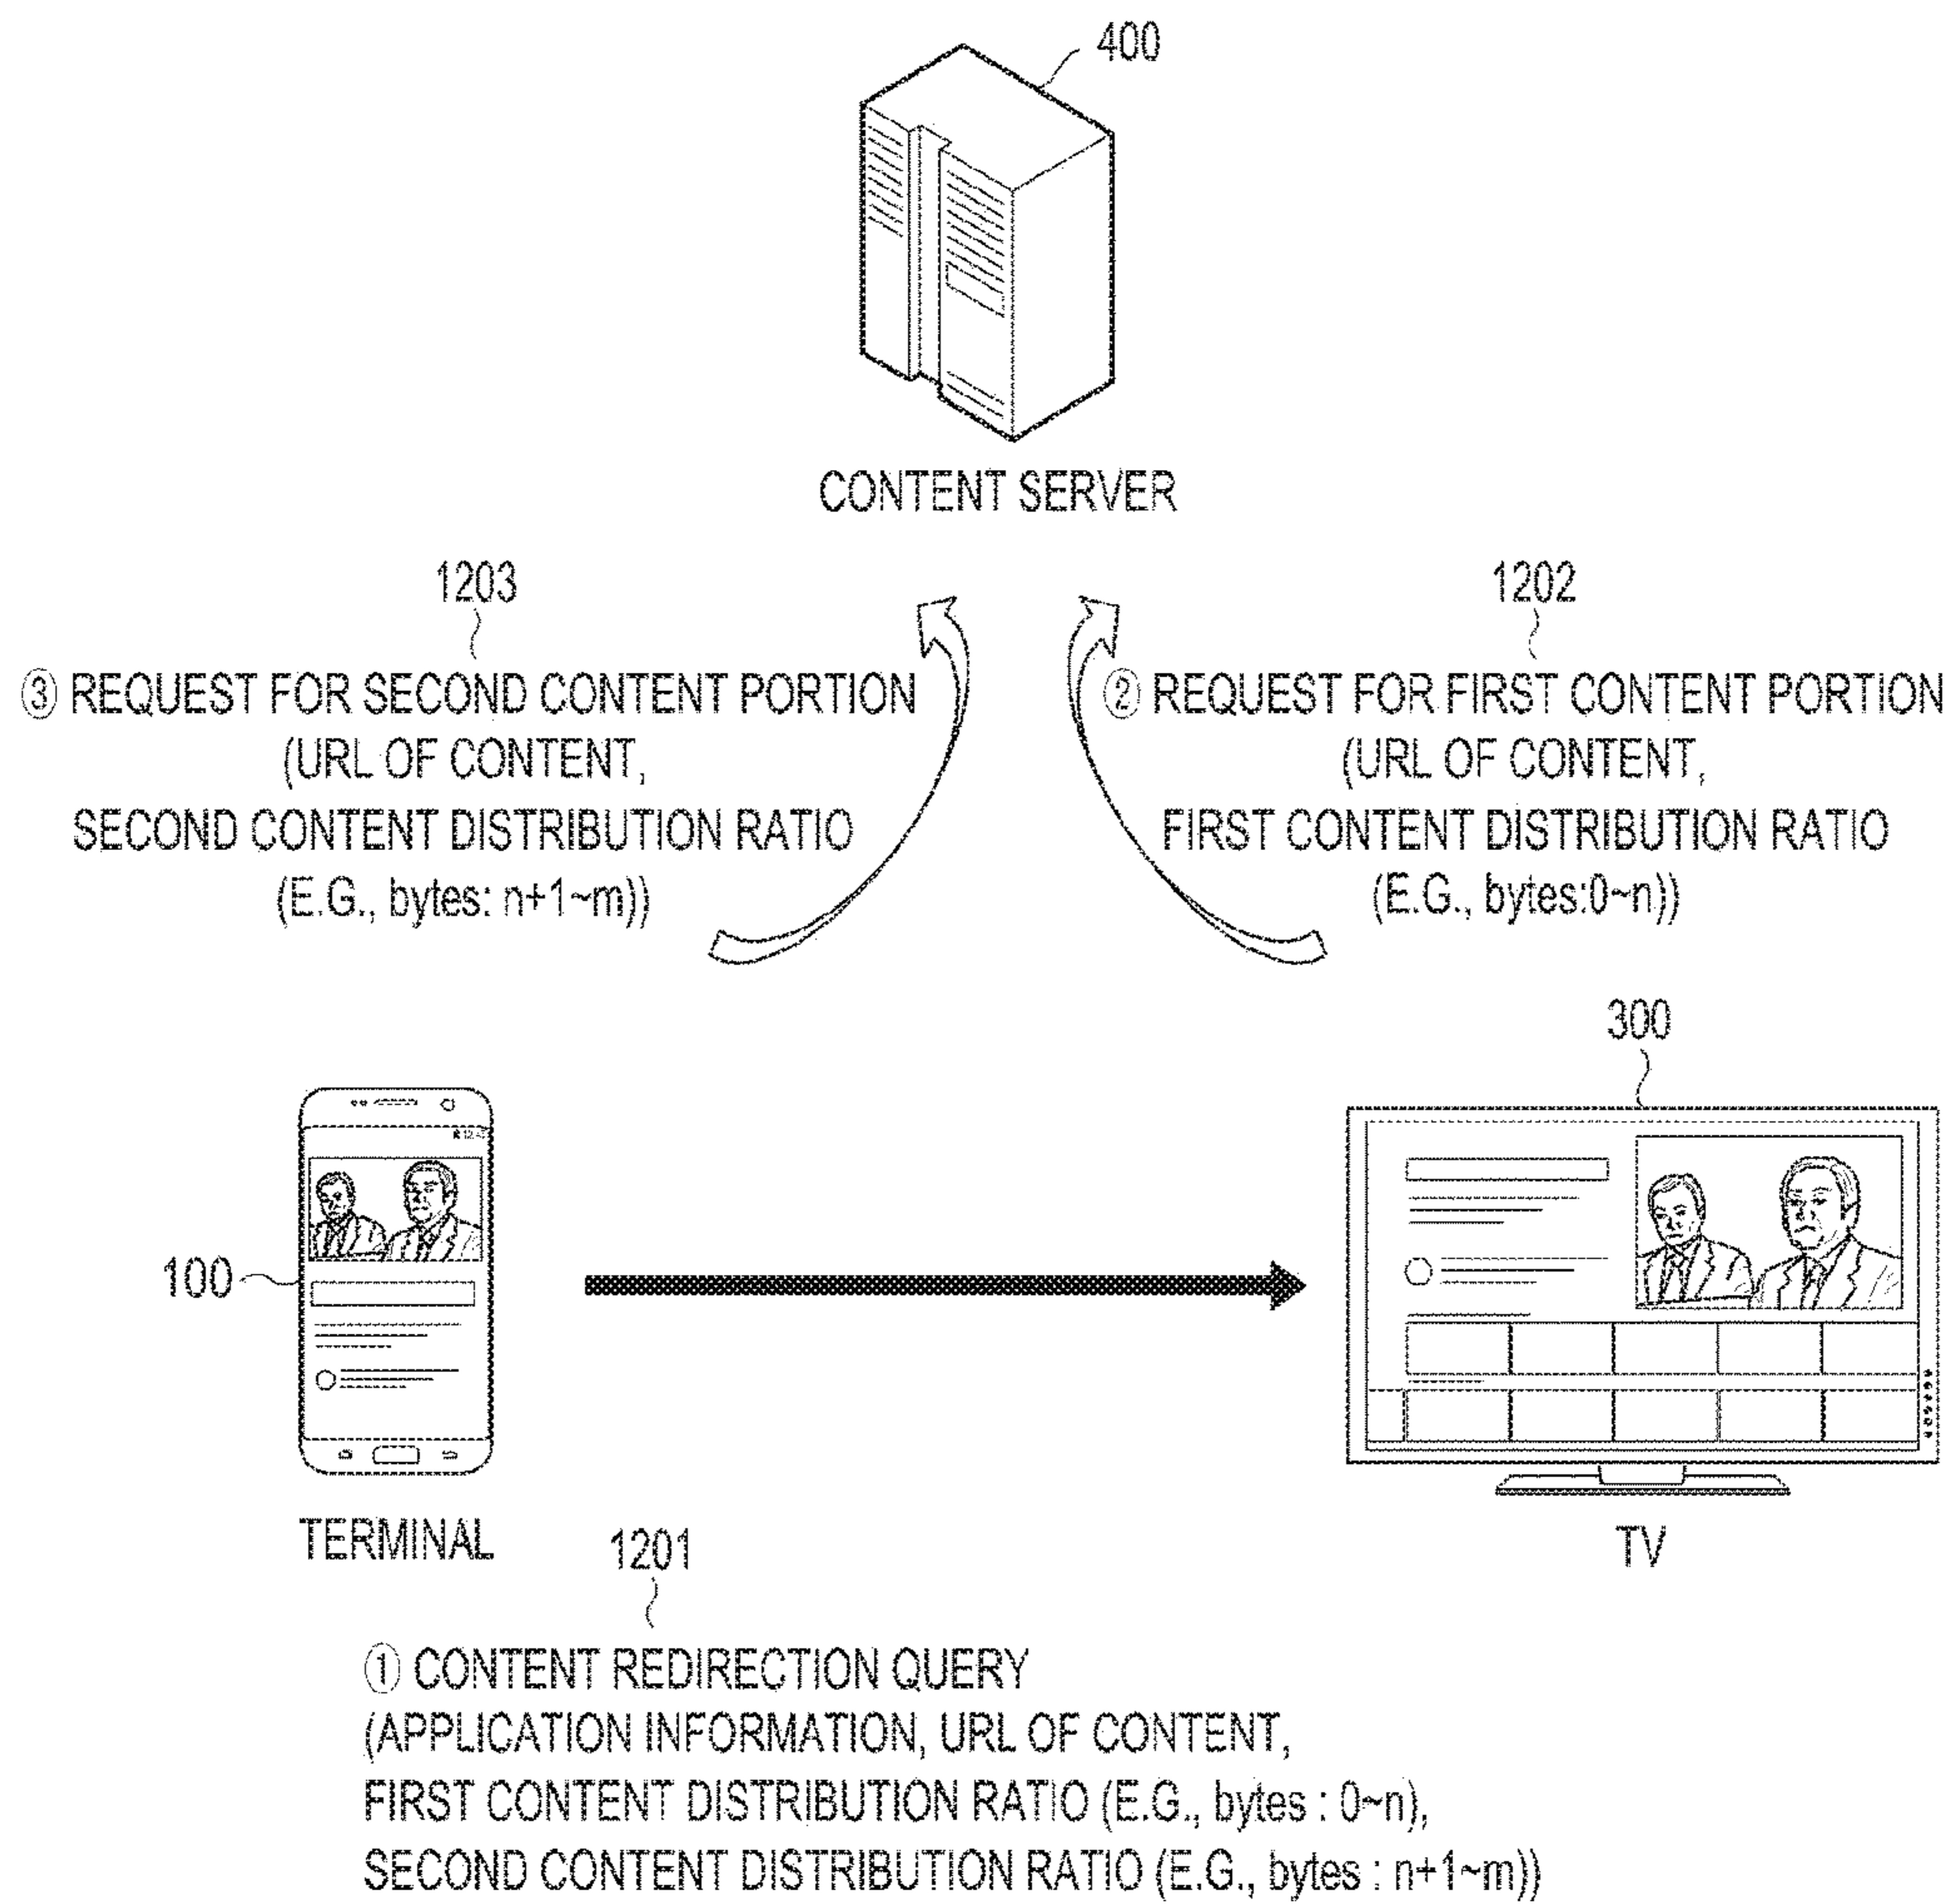 400
CONTENT SERVER
1203
③ REQUEST FOR SECOND CONTENT PORTION
(URL OF CONTENT,
SECOND CONTENT DISTRIBUTION RATIO
(E.G., bytes: n+1~m))
1202
② REQUEST FOR FIRST CONTENT PORTION
(URL OF CONTENT,
FIRST CONTENT DISTRIBUTION RATIO
(E.G., bytes:0~n))
300
100
TERMINAL
TV
1201
① CONTENT REDIRECTION QUERY
(APPLICATION INFORMATION, URL OF CONTENT,
FIRST CONTENT DISTRIBUTION RATIO (E.G., bytes : 0~n),
SECOND CONTENT DISTRIBUTION RATIO (E.G., bytes : n+1~m))